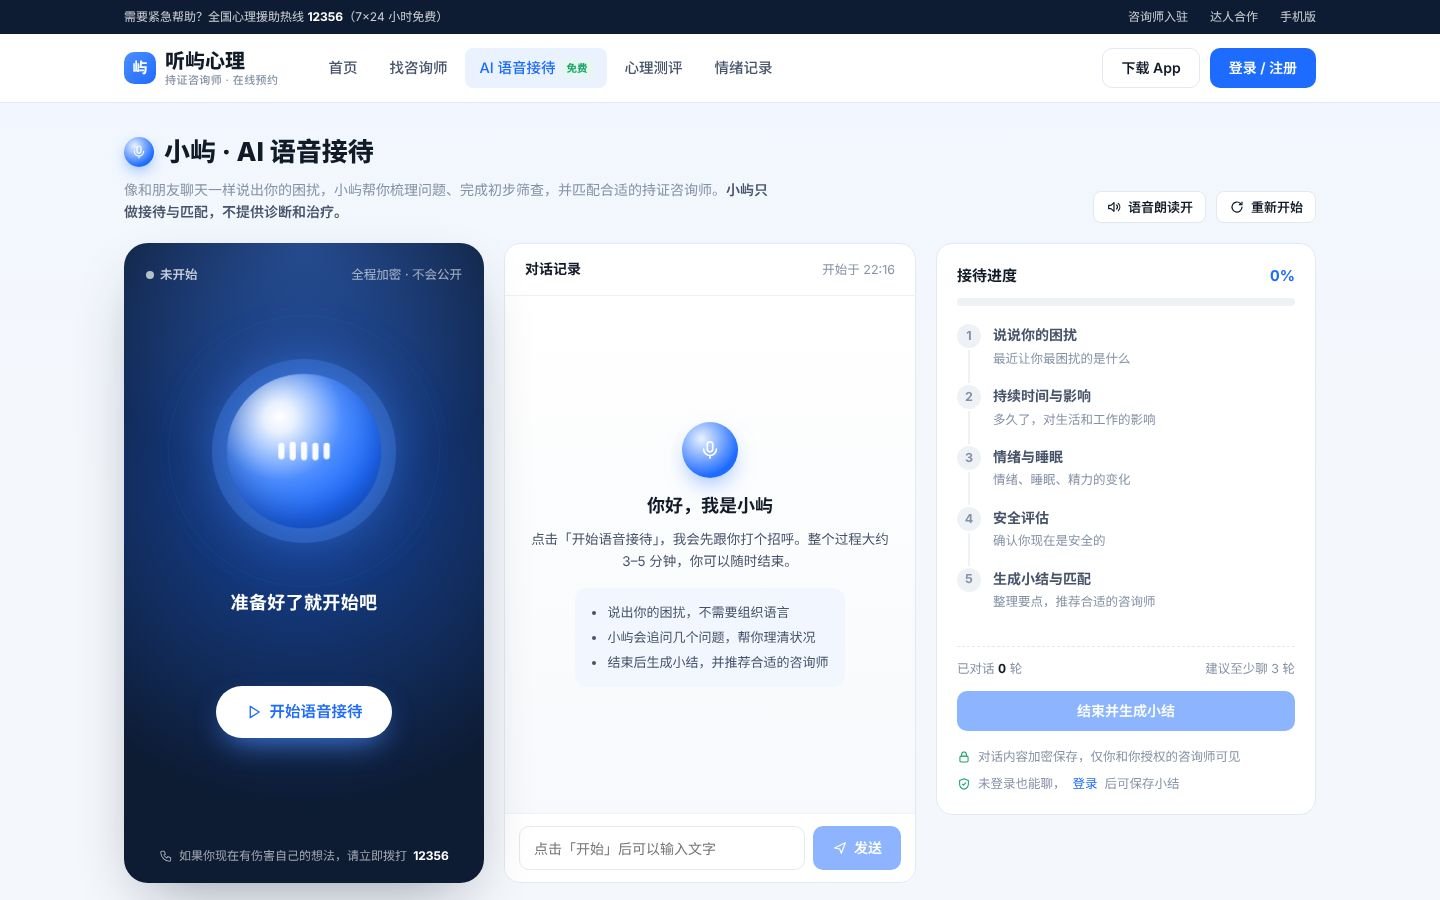 需要紧急帮助？全国心理援助热线 12356（7×24 小时免费）
咨询师入驻 达人合作 手机版
屿 听屿心理
持证咨询师 · 在线预约
首页 找咨询师 AI 语音接待 免费 心理测评 情绪记录
下载 App 登录 / 注册
小屿 · AI 语音接待
像和朋友聊天一样说出你的困扰，小屿帮你梳理问题、完成初步筛查，并匹配合适的持证咨询师。小屿只
做接待与匹配，不提供诊断和治疗。
语音朗读开 重新开始
未开始 全程加密 · 不会公开
准备好了就开始吧
开始语音接待
如果你现在有伤害自己的想法，请立即拨打 12356
对话记录 开始于 22:16
你好，我是小屿
点击「开始语音接待」，我会先跟你打个招呼。整个过程大约
3–5 分钟，你可以随时结束。
• 说出你的困扰，不需要组织语言
• 小屿会追问几个问题，帮你理清状况
• 结束后生成小结，并推荐合适的咨询师
点击「开始」后可以输入文字 发送
接待进度 0%
1 说说你的困扰
最近让你最困扰的是什么
2 持续时间与影响
多久了，对生活和工作的影响
3 情绪与睡眠
情绪、睡眠、精力的变化
4 安全评估
确认你现在是安全的
5 生成小结与匹配
整理要点，推荐合适的咨询师
已对话 0 轮 建议至少聊 3 轮
结束并生成小结
对话内容加密保存，仅你和你授权的咨询师可见
未登录也能聊， 登录 后可保存小结